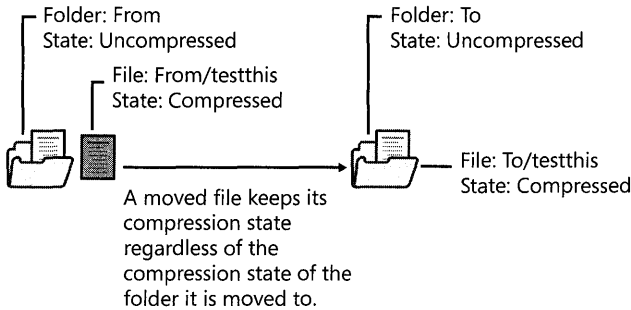 Folder: From
State: Uncompressed
File: From/testthis
State: Compressed
Folder: To
State: Uncompressed
File: To/testthis
State: Compressed
A moved file keeps its
compression state
regardless of the
compression state of the
folder it is moved to.